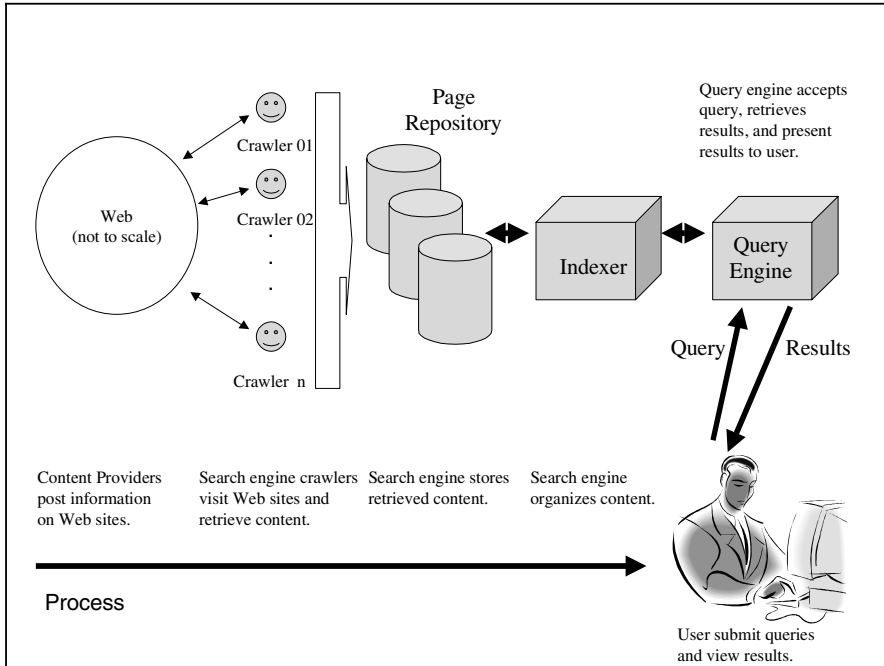 Page
Repository
Query engine accepts
query, retrieves
results, and present
results to user.
Crawler 01
Crawler 02
Crawler n
Web
(not to scale)
Indexer
Query
Engine
Query
Results
Content Providers
post information
on Web sites.
Search engine crawlers
visit Web sites and
retrieve content.
Search engine stores
retrieved content.
Search engine
organizes content.
Process
User submit queries
and view results.